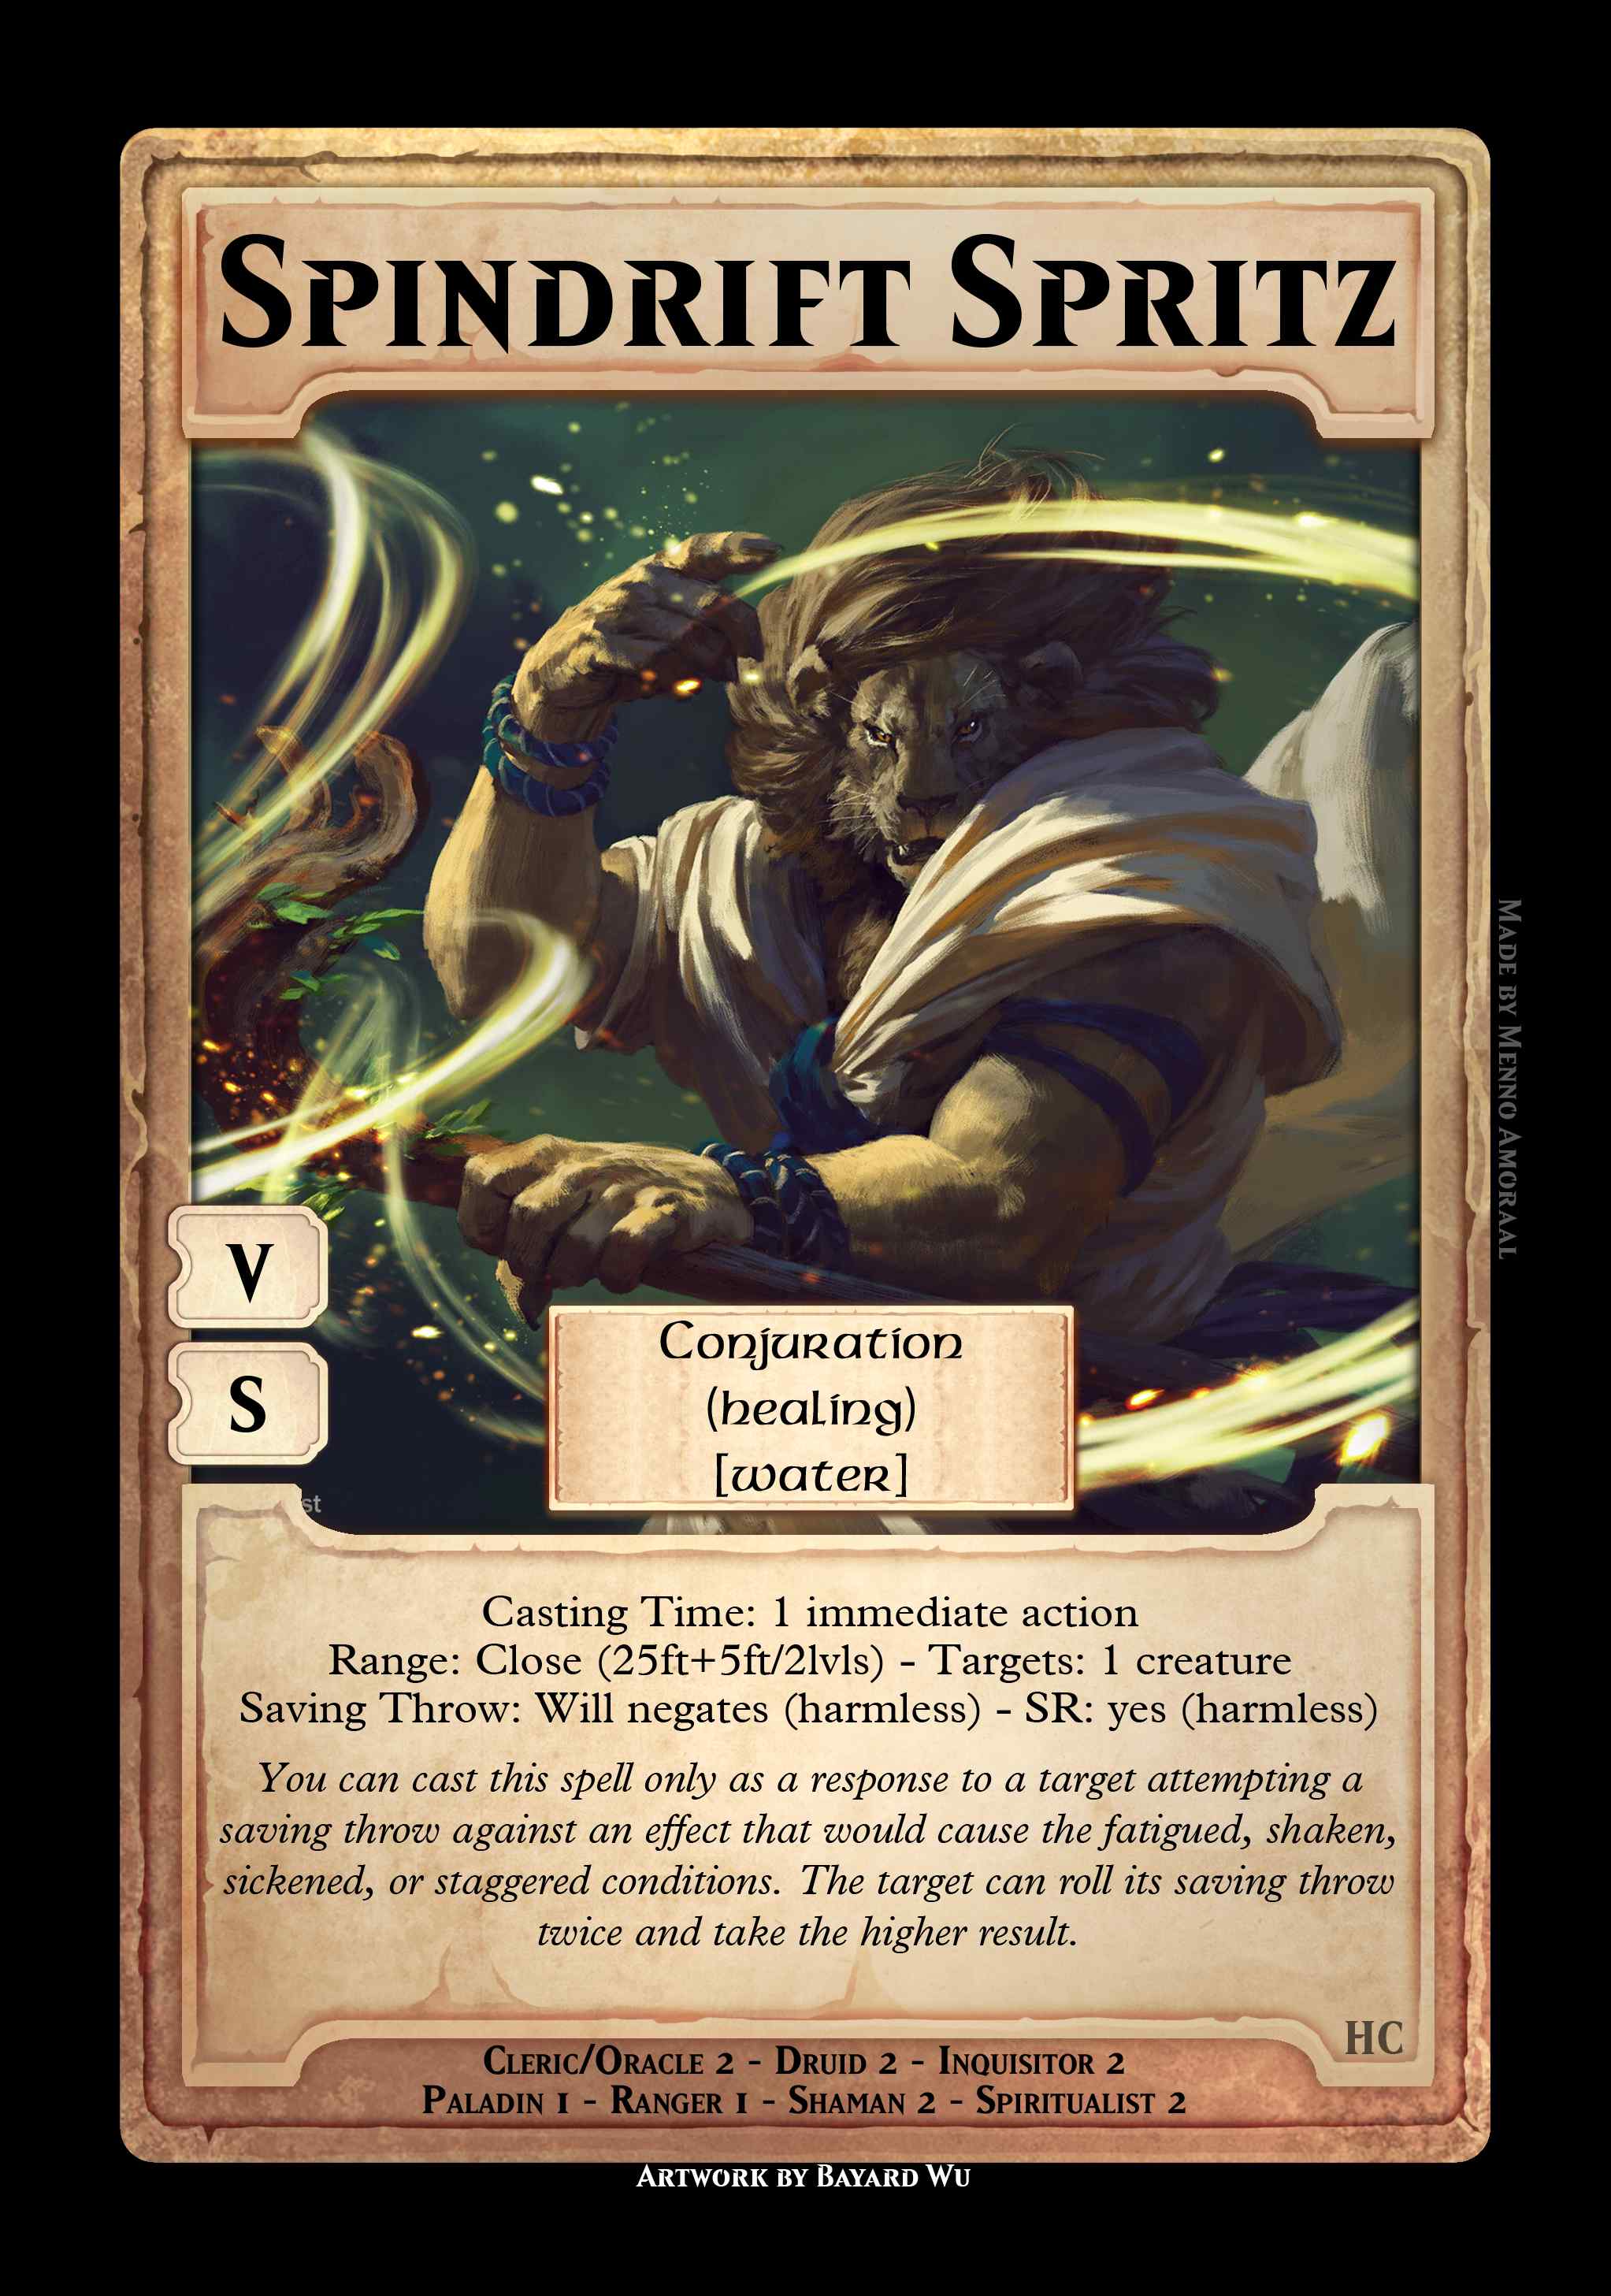 Spindrift Spritz
V
S
Conjuration
(healing)
[water]
st
Casting Time: 1 immediate action
Range: Close (25ft+5ft/2lvls) - Targets: 1 creature
Saving Throw: Will negates (harmless) - SR: yes (harmless)
You can cast this spell only as a response to a target attempting a
saving throw against an effect that would cause the fatigued, shaken,
sickened, or staggered conditions. The target can roll its saving throw
twice and take the higher result.
HC
Cleric/Oracle 2 - Druid 2 - Inquisitor 2
Paladin 1 - Ranger 1 - Shaman 2 - Spiritualist 2
Artwork by Bayard Wu
Made by Menno Amoraal